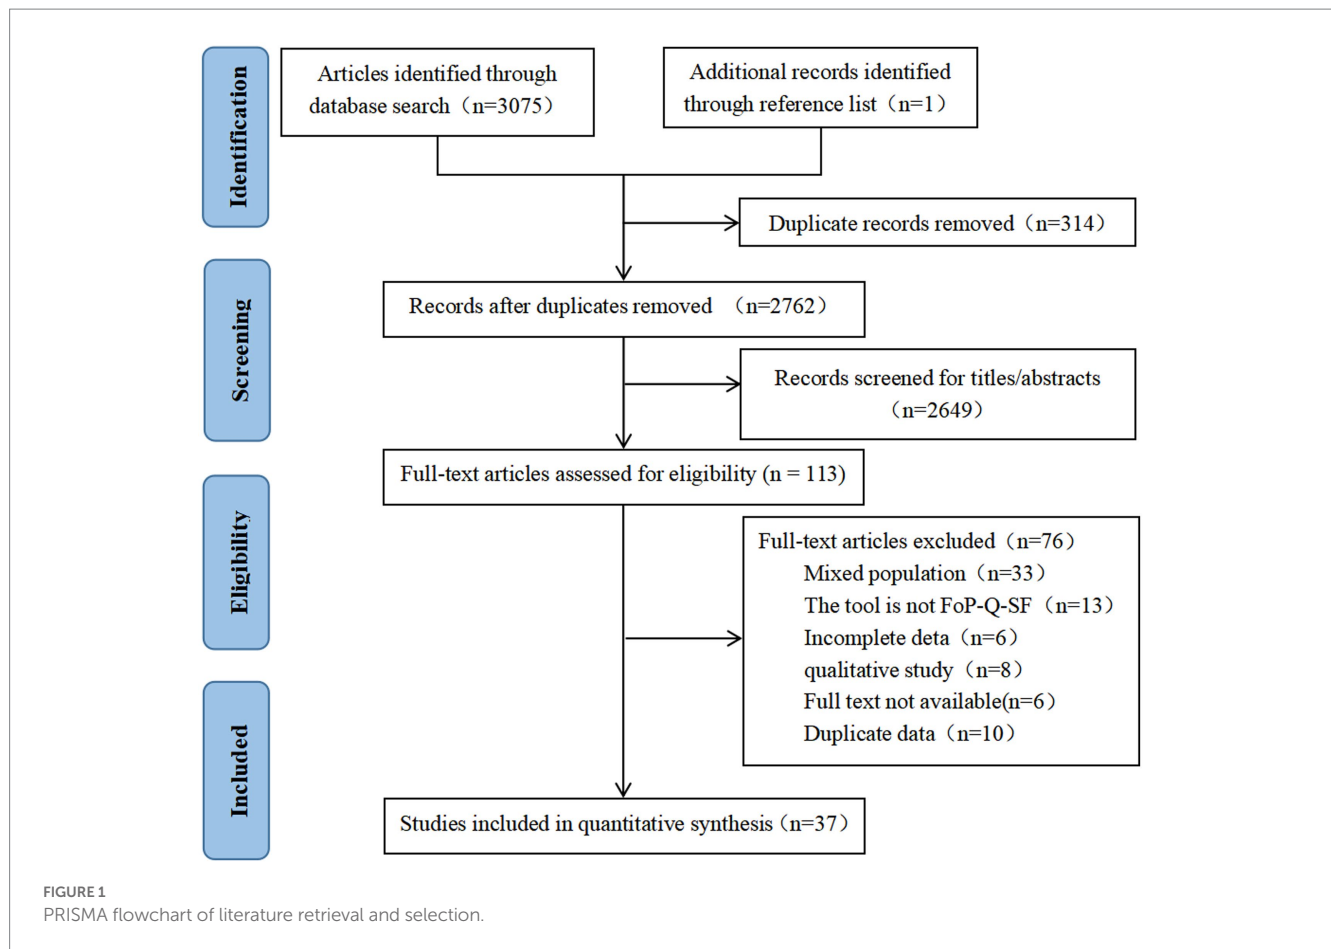 Identification
Articles identified through
database search（n=3075）
Additional records identified
through reference list（n=1）
Duplicate records removed（n=314）
Screening
Records after duplicates removed （n=2762）
Records screened for titles/abstracts
（n=2649）
Eligibility
Full-text articles assessed for eligibility (n = 113)
Full-text articles excluded（n=76）
Mixed population（n=33）
The tool is not FoP-Q-SF（n=13）
Incomplete deta（n=6）
qualitative study（n=8）
Full text not available(n=6）
Duplicate data（n=10）
Included
Studies included in quantitative synthesis（n=37）
FIGURE 1
PRISMA flowchart of literature retrieval and selection.